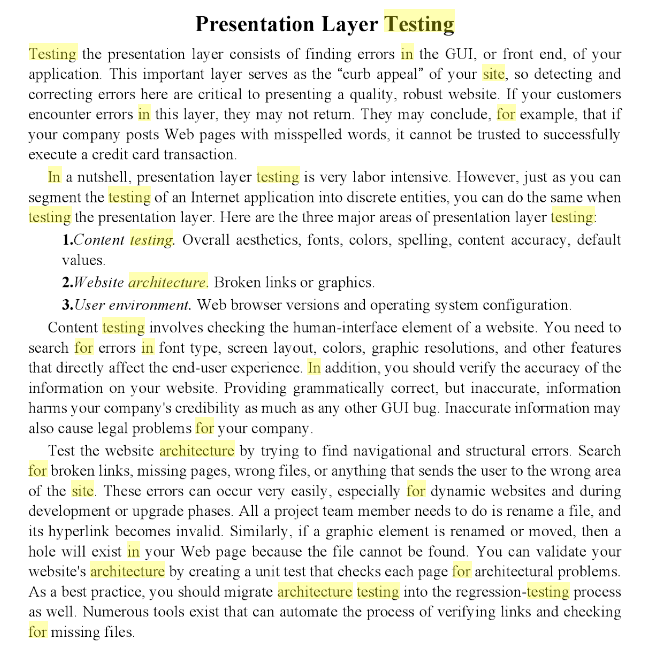 Presentation Layer Testing
Testing the presentation layer consists of finding errors in the GUI, or front end, of your
application. This important layer serves as the “curb appeal” of your site, so detecting and
correcting errors here are critical to presenting a quality, robust website. If your customers
encounter errors in this layer, they may not return. They may conclude, for example, that if
your company posts Web pages with misspelled words, it cannot be trusted to successfully
execute a credit card transaction.
In a nutshell, presentation layer testing is very labor intensive. However, just as you can
segment the testing of an Internet application into discrete entities, you can do the same when
testing the presentation layer. Here are the three major areas of presentation layer testing:
1.Content testing. Overall aesthetics, fonts, colors, spelling, content accuracy, default
values.
2.Website architecture. Broken links or graphics.
3.User environment. Web browser versions and operating system configuration.
Content testing involves checking the human-interface element of a website. You need to
search for errors in font type, screen layout, colors, graphic resolutions, and other features
that directly affect the end-user experience. In addition, you should verify the accuracy of the
information on your website. Providing grammatically correct, but inaccurate, information
harms your company's credibility as much as any other GUI bug. Inaccurate information may
also cause legal problems for your company.
Test the website architecture by trying to find navigational and structural errors. Search
for broken links, missing pages, wrong files, or anything that sends the user to the wrong area
of the site. These errors can occur very easily, especially for dynamic websites and during
development or upgrade phases. All a project team member needs to do is rename a file, and
its hyperlink becomes invalid. Similarly, if a graphic element is renamed or moved, then a
hole will exist in your Web page because the file cannot be found. You can validate your
website's architecture by creating a unit test that checks each page for architectural problems.
As a best practice, you should migrate architecture testing into the regression-testing process
as well. Numerous tools exist that can automate the process of verifying links and checking
for missing files.